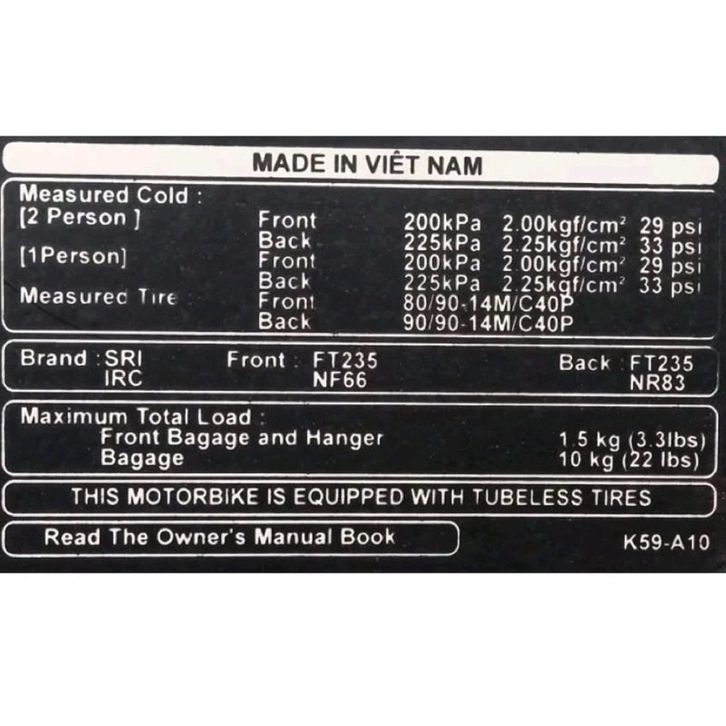 MADE IN VIÊT NAM
Measured Cold :
[2 Person ] Front 200kPa 2.00kgf/cm² 29 psi
Back 225kPa 2.25kgf/cm² 33 psi
[1Person] Front 200kPa 2.00kgf/cm² 29 psi
Back 225kPa 2.25kgf/cm² 33 psi
Measured Tire : Front 80/90-14M/C40P
Back 90/90-14M/C40P
Brand : SRI Front : FT235 Back : FT235
IRC NF66 NR83
Maximum Total Load :
Front Bagage and Hanger 1.5 kg (3.3lbs)
Bagage 10 kg (22 lbs)
THIS MOTORBIKE IS EQUIPPED WITH TUBELESS TIRES
Read The Owner's Manual Book K59-A10